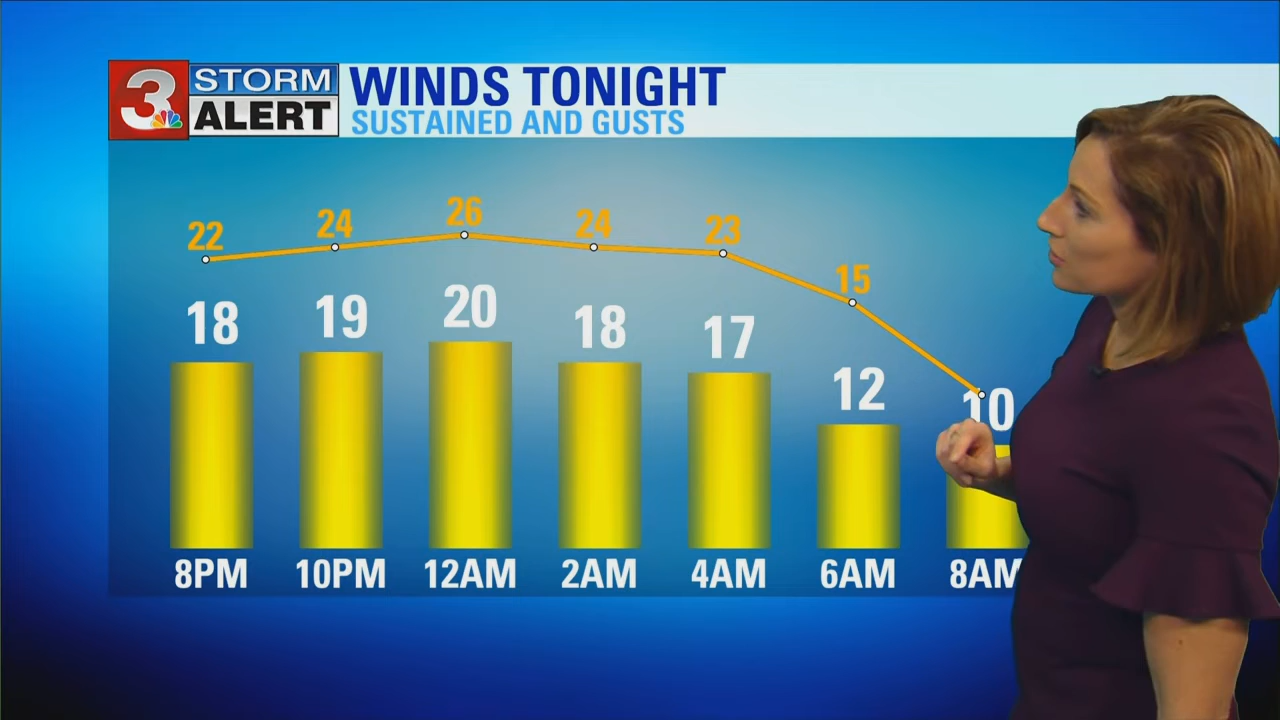 3 STORM ALERT
WINDS TONIGHT
SUSTAINED AND GUSTS
22 24 26 24 23 15
18 19 20 18 17 12 10
8PM 10PM 12AM 2AM 4AM 6AM 8AM